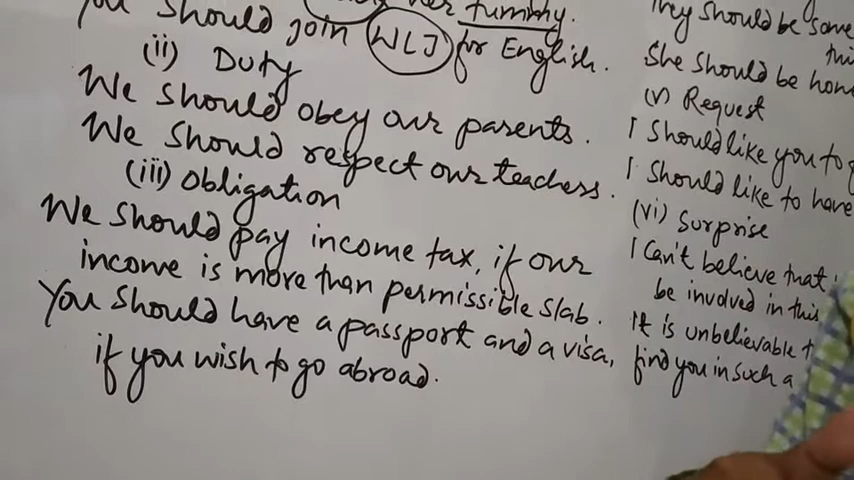 her tummy.
You should join WLJ for English.
(ii) Duty
We should obey our parents.
We should respect our teachers.
(iii) Obligation
We should pay income tax, if our
income is more than permissible slab.
You should have a passport and a visa,
if you wish to go abroad.
They should be some
She should be
(v) Request
I should like you to
I should like to have
(vi) Surprise
I can't believe that
be involved in this
It is unbelievable
find you in such a